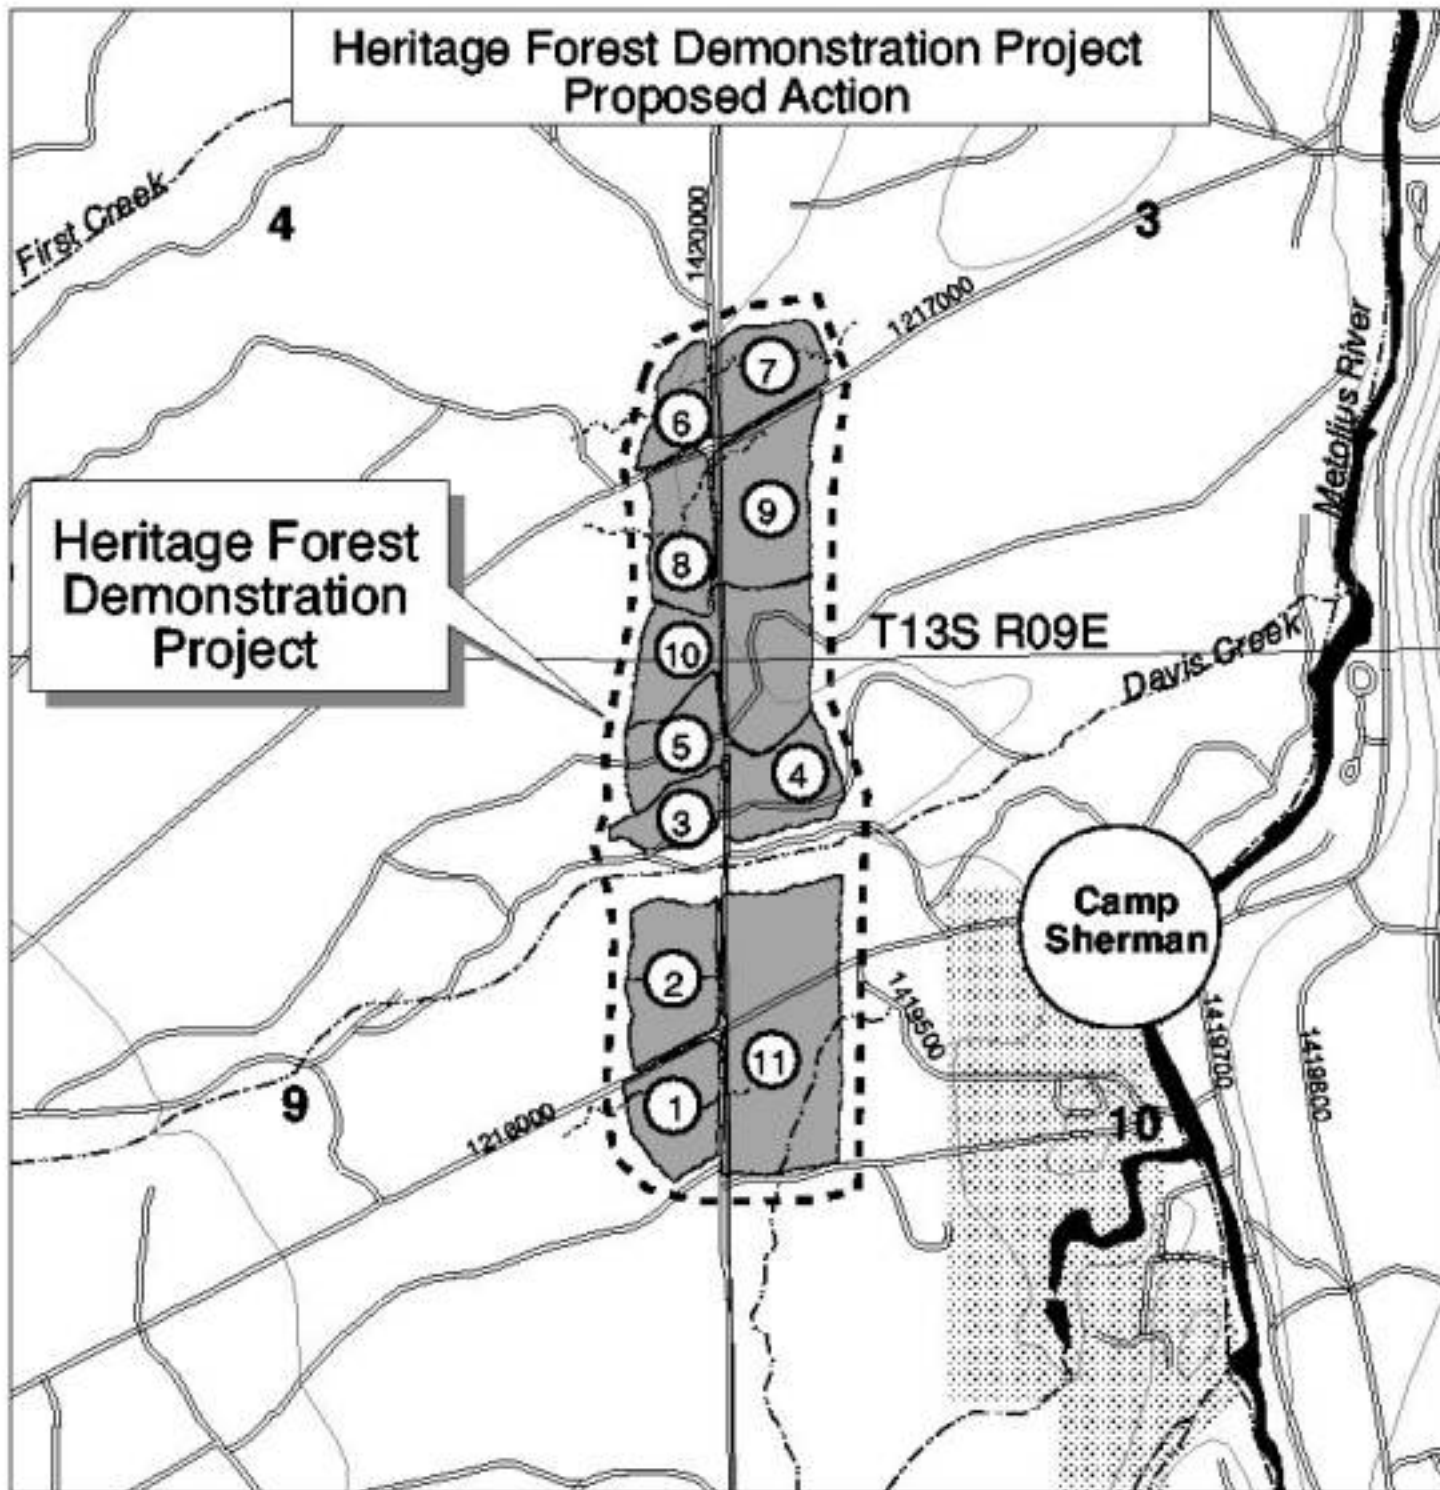 Heritage Forest Demonstration Project
Proposed Action
First Creek
4
1420000
3
1217000
Metolius River
7
6
9
Heritage Forest
Demonstration
Project
8
T13S R09E
10
Davis Creek
5
4
3
Camp
Sherman
2
1419500
1419700
1419800
11
9
1
1216000
10